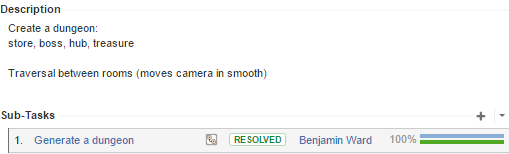 Description
Create a dungeon:
store, boss, hub, treasure
Traversal between rooms (moves camera in smooth)
Sub-Tasks
1. Generate a dungeon RESOLVED Benjamin Ward 100%